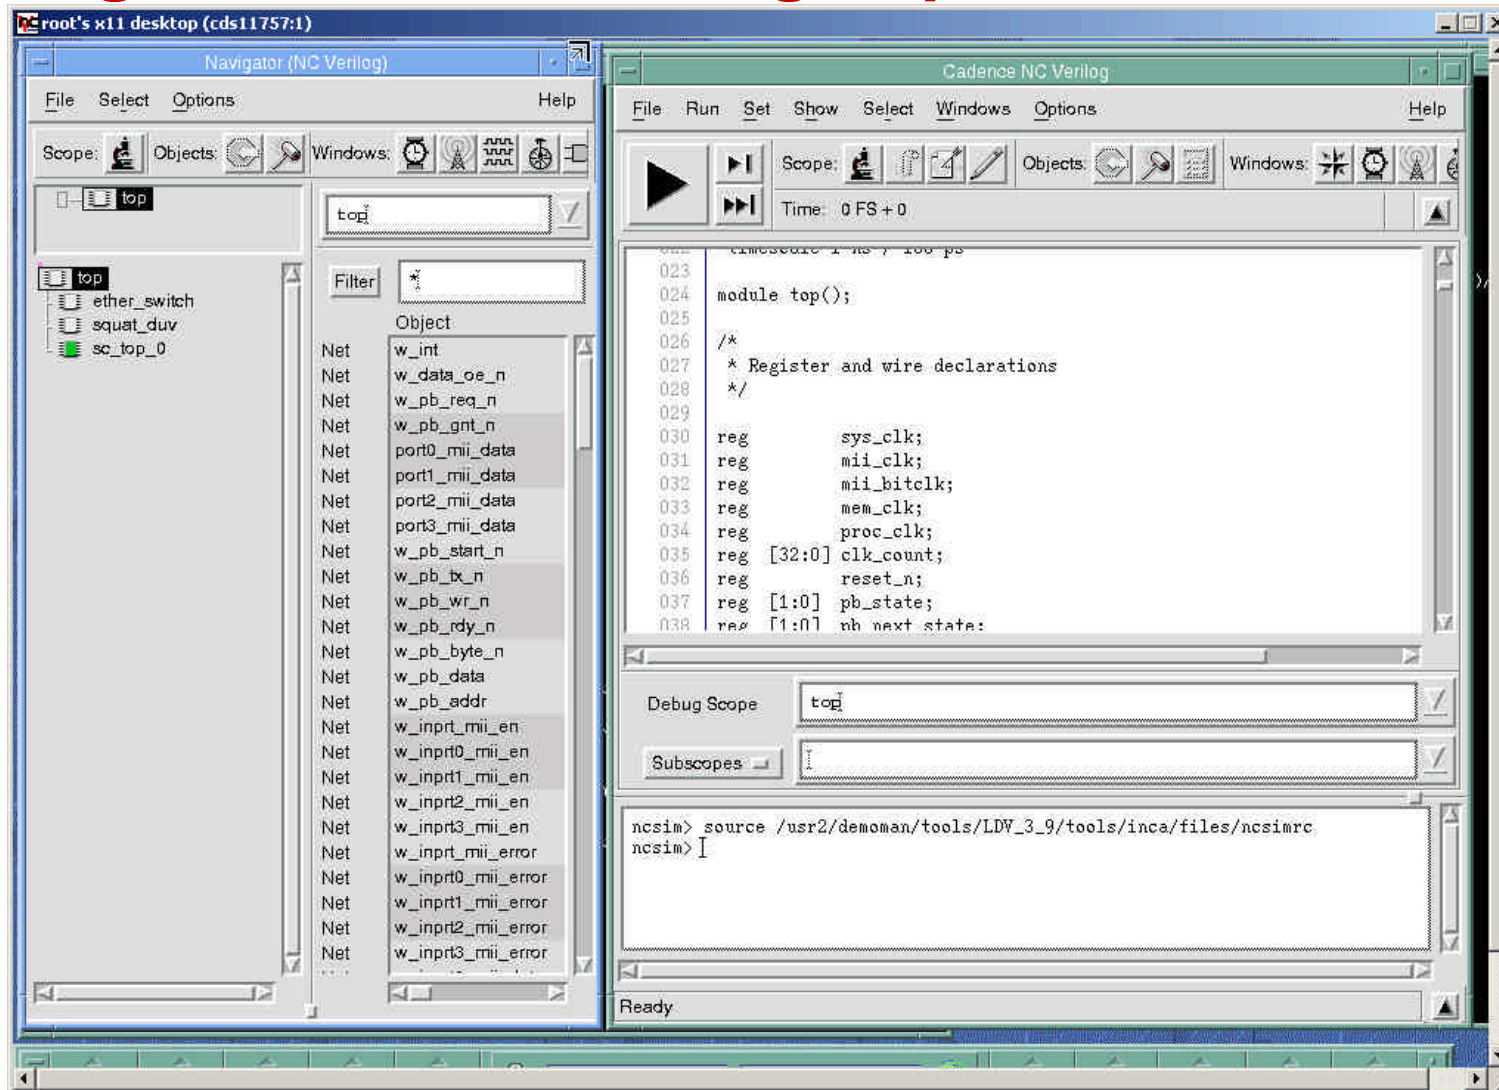 root's x11 desktop (cds11757:1)
Navigator (NC Verilog)
File Select Options Help
Scope: Objects: Windows:
top
top
Filter *
top
ether_switch
squat_duv
sc_top_0
Object
Net w_int
Net w_data_oe_n
Net w_pb_req_n
Net w_pb_gnt_n
Net port0_mii_data
Net port1_mii_data
Net port2_mii_data
Net port3_mii_data
Net w_pb_start_n
Net w_pb_tx_n
Net w_pb_wr_n
Net w_pb_rdy_n
Net w_pb_byte_n
Net w_pb_data
Net w_pb_addr
Net w_inprt_mii_en
Net w_inprt0_mii_en
Net w_inprt1_mii_en
Net w_inprt2_mii_en
Net w_inprt3_mii_en
Net w_inprt_mii_error
Net w_inprt0_mii_error
Net w_inprt1_mii_error
Net w_inprt2_mii_error
Net w_inprt3_mii_error
Cadence NC Verilog
File Run Set Show Select Windows Options Help
Scope: Objects: Windows:
Time: 0 FS + 0
023
024 module top();
025
026 /*
027 * Register and wire declarations
028 */
029
030 reg sys_clk;
031 reg mii_clk;
032 reg mii_bitclk;
033 reg mem_clk;
034 reg proc_clk;
035 reg [32:0] clk_count;
036 reg reset_n;
037 reg [1:0] pb_state;
038 reg [1:0] pb_next_state;
Debug Scope top
Subscopes
ncsim> source /usr2/demoman/tools/LDV_3_9/tools/inca/files/ncsimrc
ncsim>
Ready